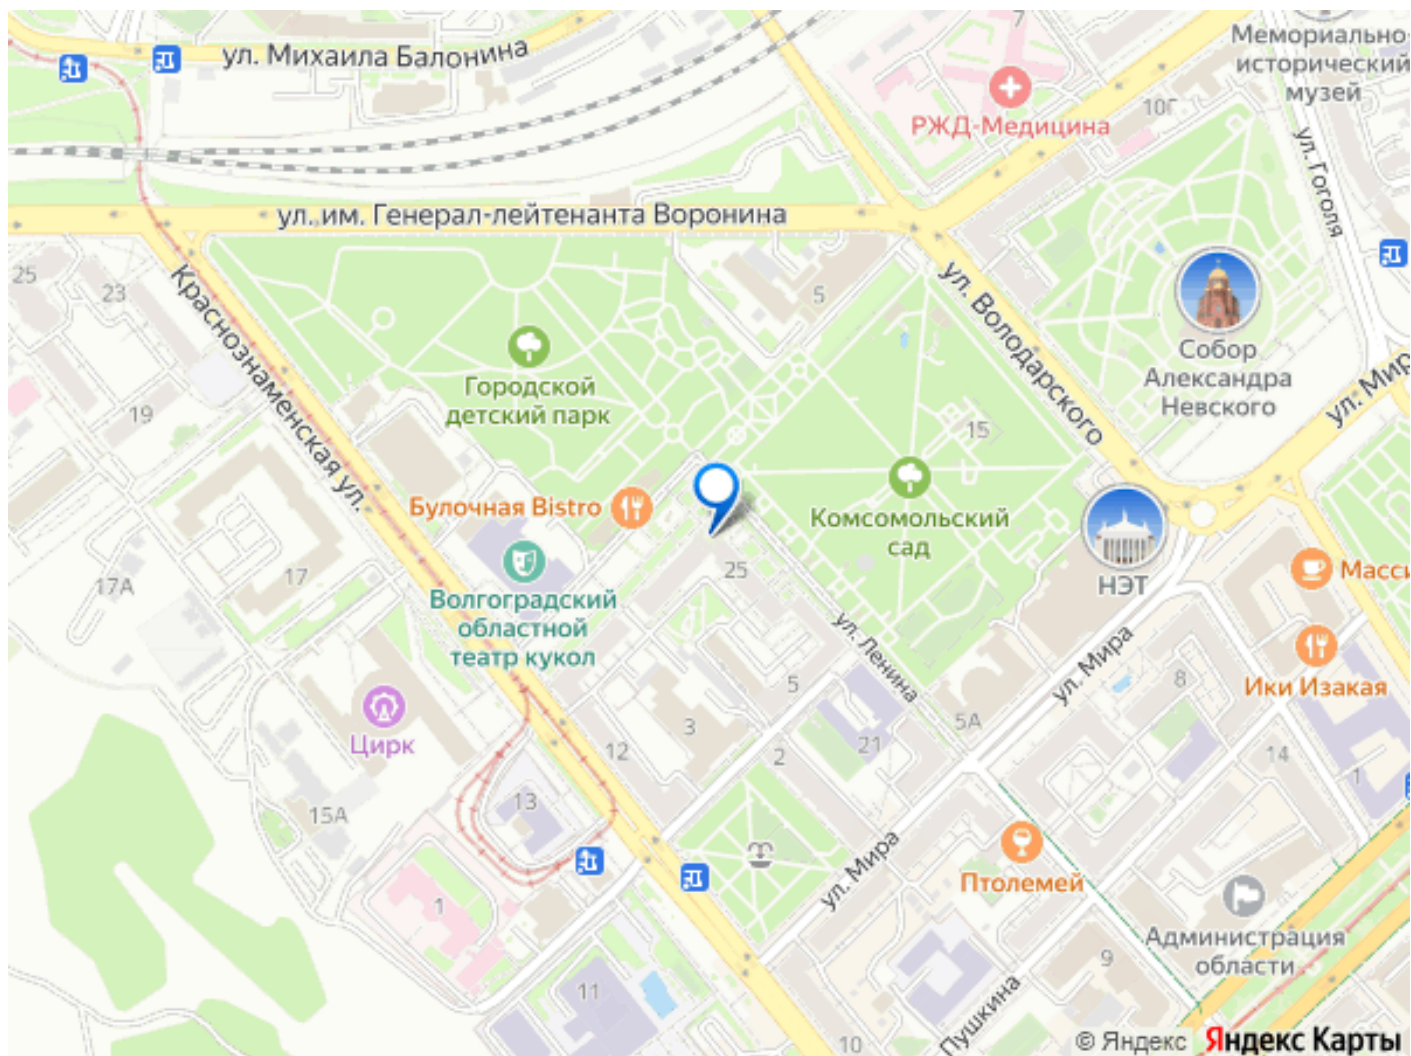 7
Мемориально-
исторический
музей
ул. Михаила Балонина
10Г
РЖД-Медицина
ул. Гоголя
ул. им. Генерал-лейтенанта Воронина
25
23
5
ул. Володарского
Краснознаменская ул.
Собор
Александра
Невского
ул. Мир
Городской
детский парк
19
15
Булочная Bistro
Комсомольский
сад
НЭТ
Масси
17А
17
25
Волгоградский
областной
театр кукол
ул. Ленина
ул. Мира
Ики Изакая
5
8
5А
Цирк
12
3
2
21
14
1
13
15А
ул. Мира
Птолемей
1
Администрация
области
9
11
Пушкина
10
© Яндекс Яндекс Карты